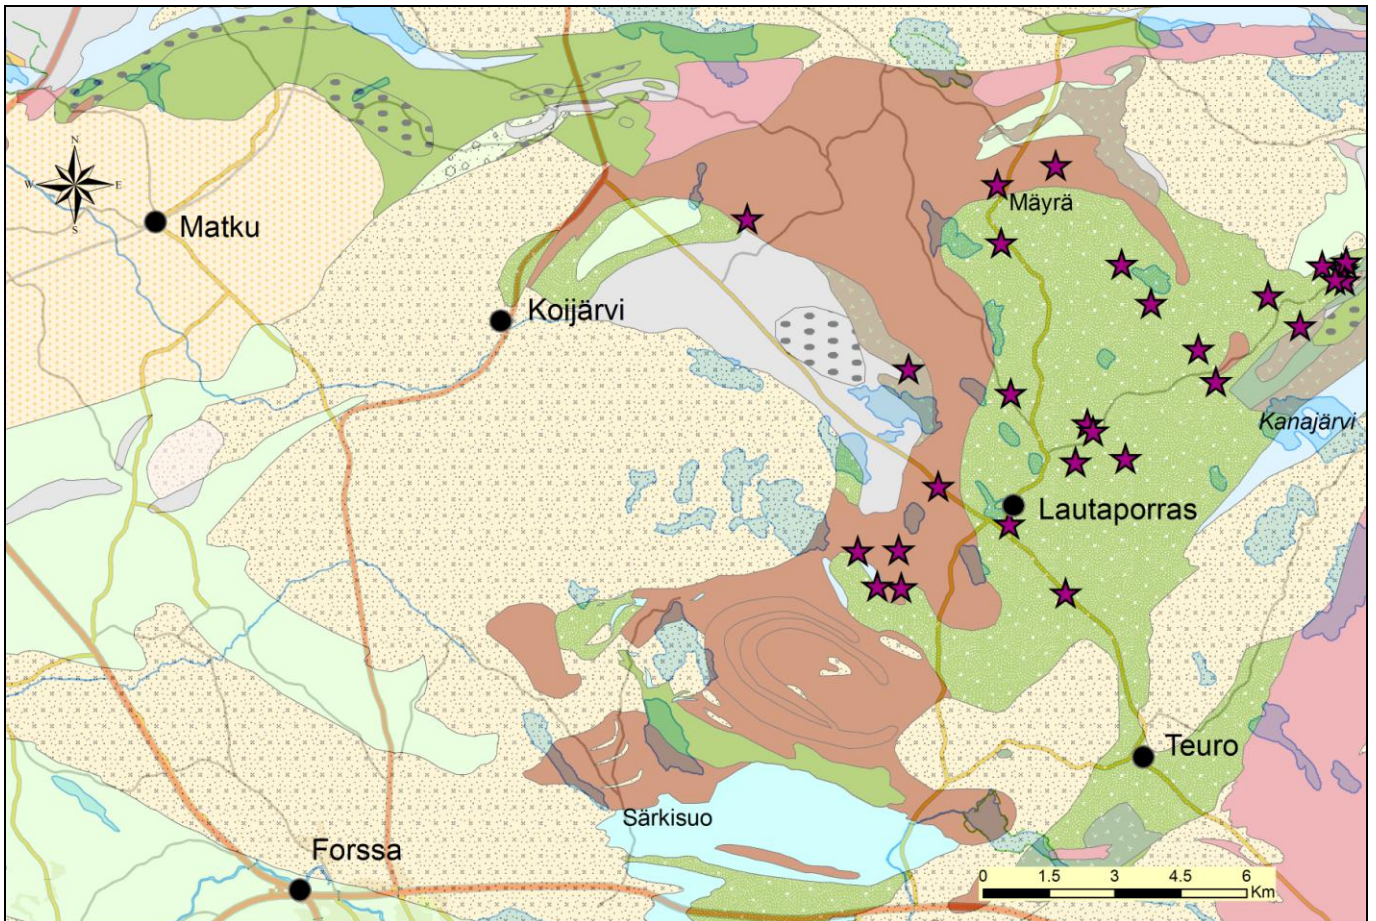 N
W E
S
Matku
Mäyrä
Koijärvi
Kanajärvi
Lautaporras
Teuro
Särkisuo
Forssa
0 1.5 3 4.5 6
Km